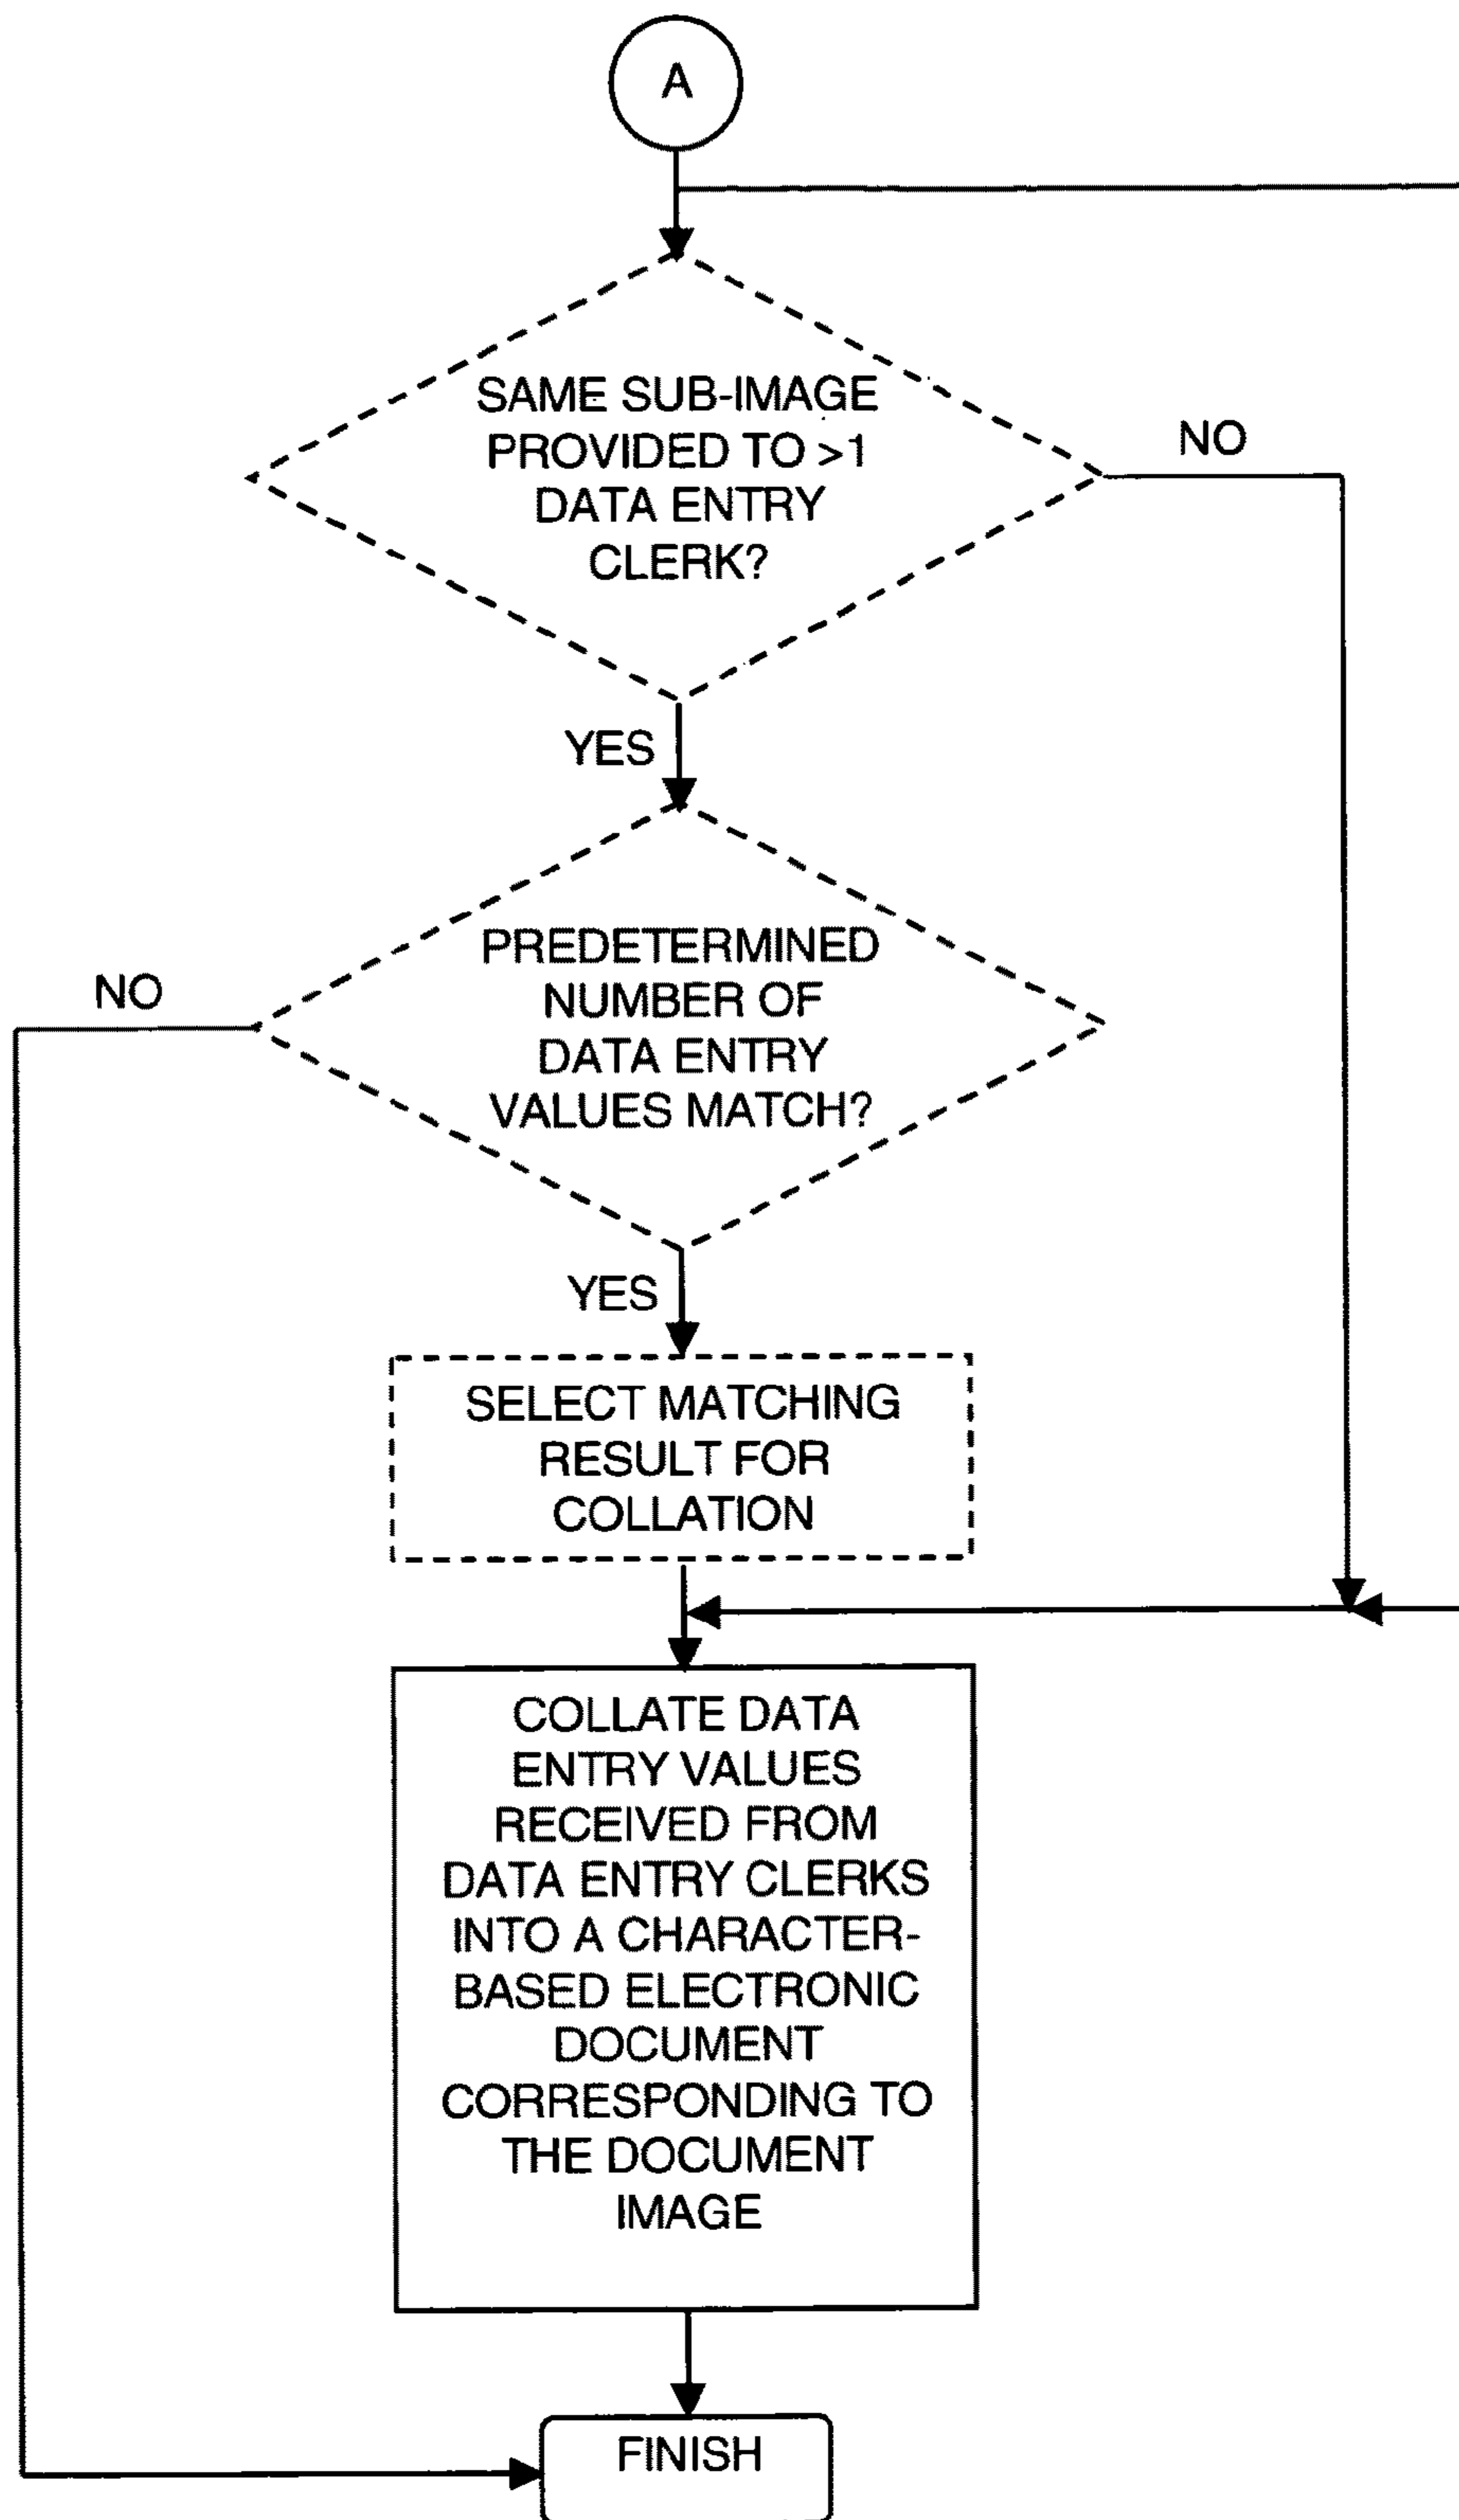 A
SAME SUB-IMAGE
PROVIDED TO >1
DATA ENTRY
CLERK?
NO
YES
PREDETERMINED
NUMBER OF
DATA ENTRY
VALUES MATCH?
NO
YES
SELECT MATCHING
RESULT FOR
COLLATION
COLLATE DATA
ENTRY VALUES
RECEIVED FROM
DATA ENTRY CLERKS
INTO A CHARACTER-
BASED ELECTRONIC
DOCUMENT
CORRESPONDING TO
THE DOCUMENT
IMAGE
FINISH